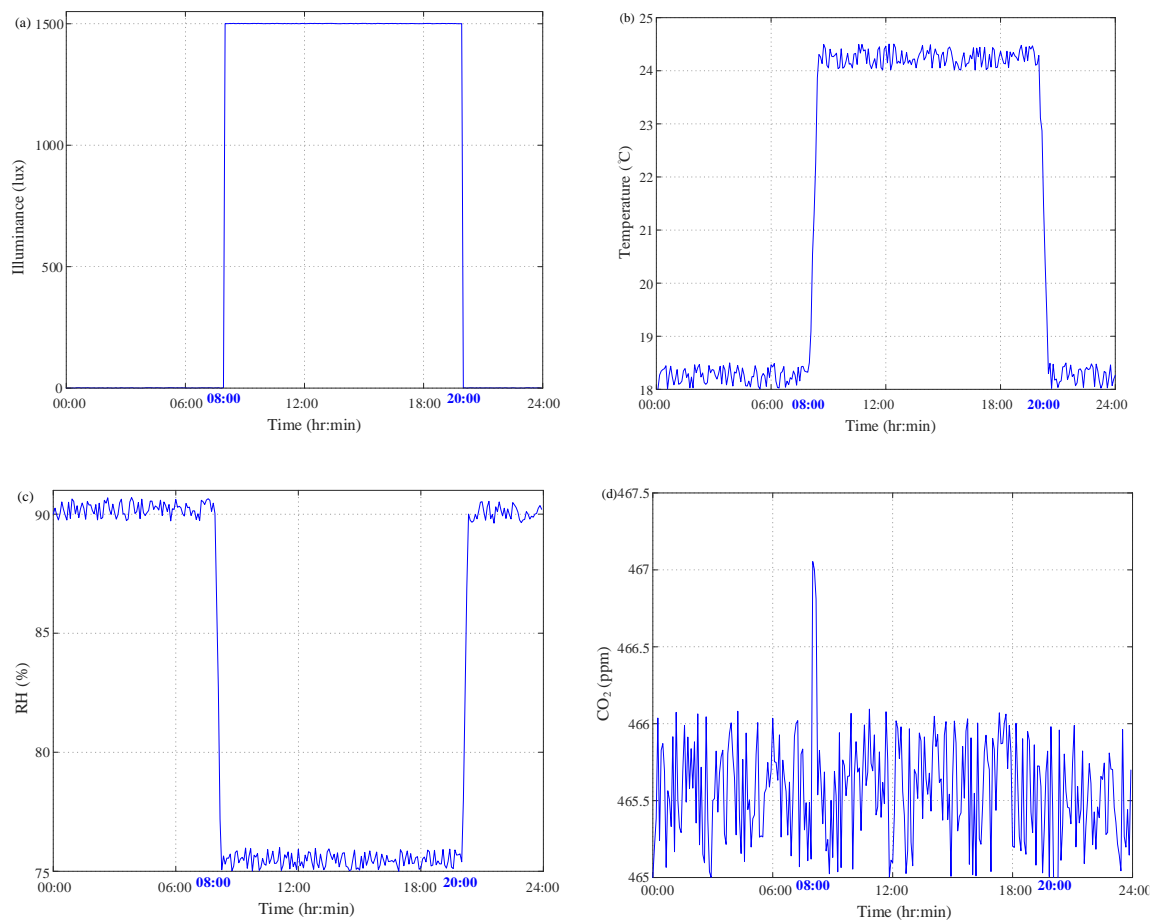 (a)
1500
1000
500
0
Illuminance (lux)
00:00 06:00 08:00 12:00 18:00 20:00 24:00
Time (hr:min)
(b)
25
24
23
22
21
20
19
18
Temperature (℃)
00:00 06:00 08:00 12:00 18:00 20:00 24:00
Time (hr:min)
(c)
90
85
80
75
RH (%)
00:00 06:00 08:00 12:00 18:00 20:00 24:00
Time (hr:min)
(d)
467.5
467
466.5
466
465.5
465
CO₂ (ppm)
00:00 06:00 08:00 12:00 18:00 20:00 24:00
Time (hr:min)